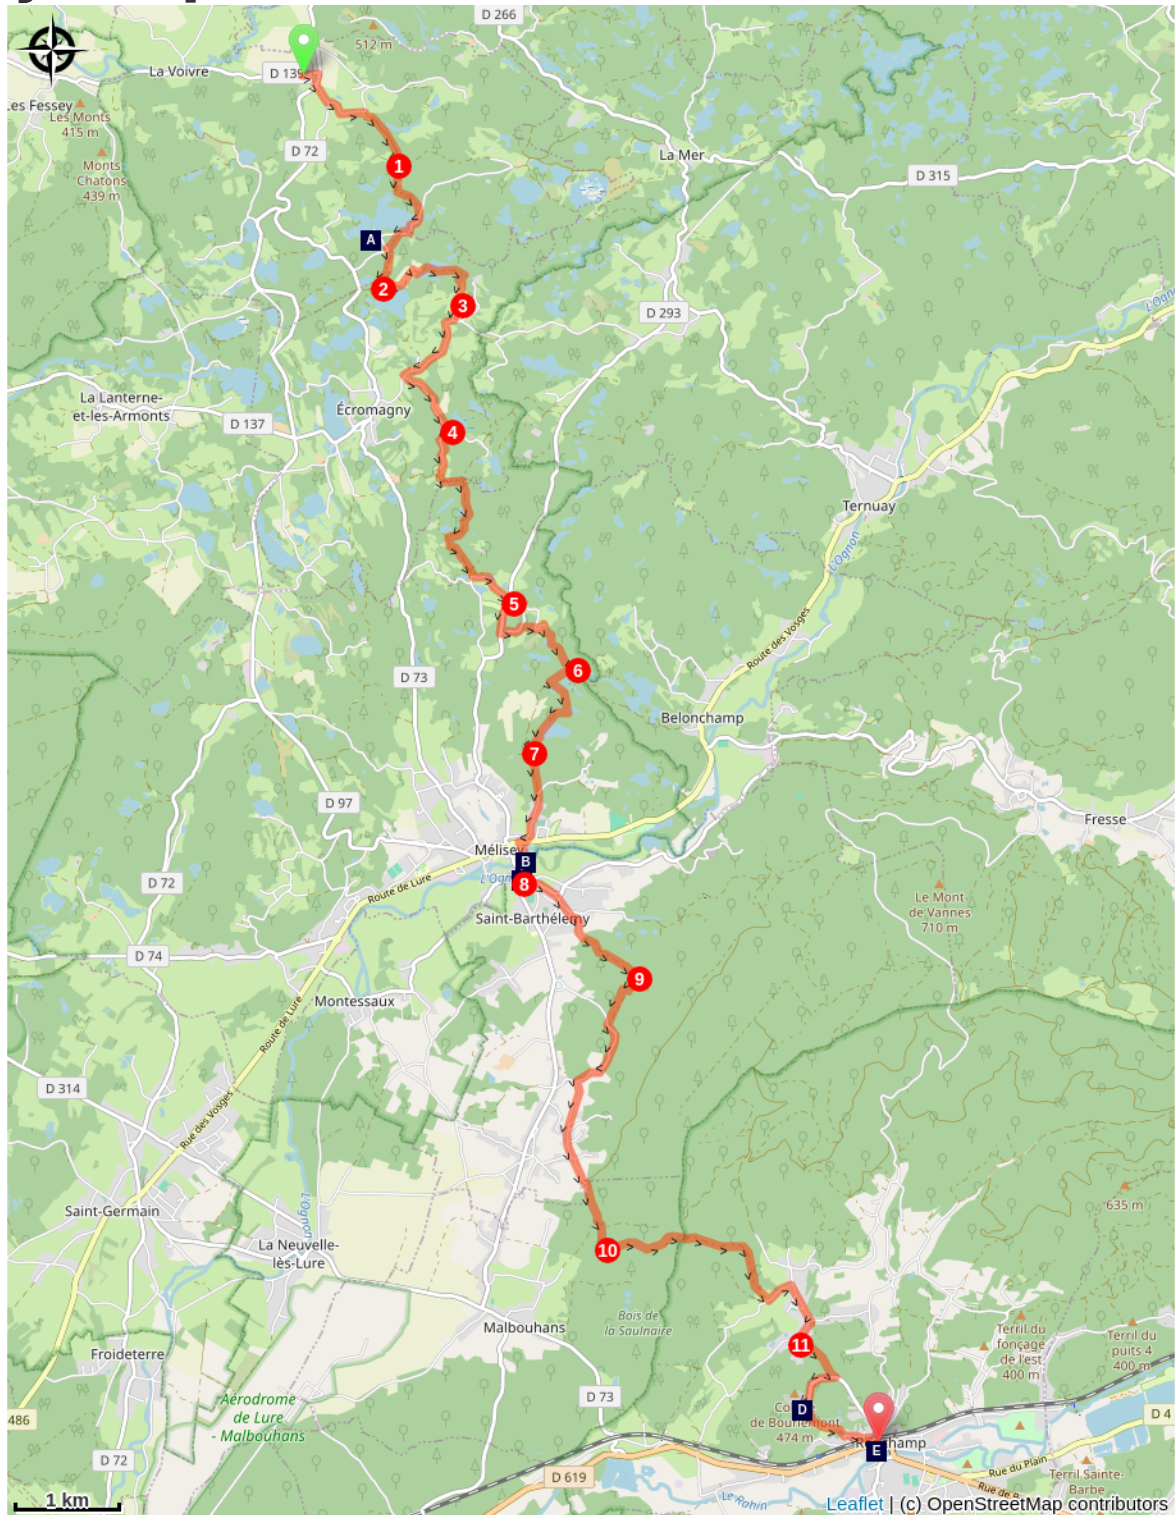 D 266
512 m
La Voivre
D 139
Les Fessey
Les Monts
415 m
D 72
Monts
Chatons
439 m
La Mer
D 315
1
A
2
3
D 293
L'Ogn
La Lanterne-
et-les-Armonts
Écromagny
D 137
4
Ternuay
L'Ognon
5
Route des Vosges
6
D 73
Belonchamp
7
D 97
Fresse
Mélisey
B
D 72
Route de Lure
8
Le Mont
de Vannes
710 m
Saint-Barthélemy
D 74
9
Montessaux
Route de Lure
D 314
Rue des Vosges
635 m
Saint-Germain
L'Ognon
La Neuvelle-
lès-Lure
10
Bois de
la Saulnaire
Malbouhans
11
Terril du
fonçage
de l'est
400 m
Terril du
puits 4
400 m
Froideterre
Aérodrome
de Lure
- Malbouhans
D 73
D
de Bourlémont
474 m
486
D 4
E
D 72
D 619
Rue du Plain
Terril Sainte-
Barbe
Le Rahin
1 km
Leaflet | (c) OpenStreetMap contributors